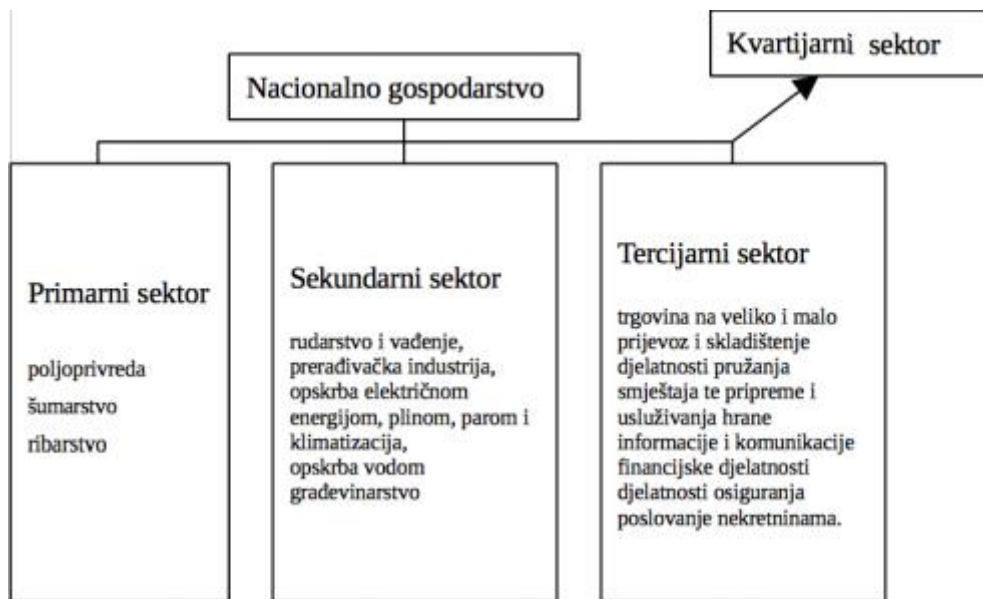 Kvartijarni sektor
Nacionalno gospodarstvo
Primarni sektor
poljoprivreda
šumarstvo
ribarstvo
Sekundarni sektor
rudarstvo i vađenje,
prerađivačka industrija,
opskrba električnom
energijom, plinom, parom i
klimatizacija,
opskrba vodom
građevinarstvo
Tercijarni sektor
trgovina na veliko i malo
prijevoz i skladištenje
djelatnosti pružanja
smještaja te pripreme i
usluživanja hrane
informacije i komunikacije
financijske djelatnosti
djelatnosti osiguranja
poslovanje nekretninama.